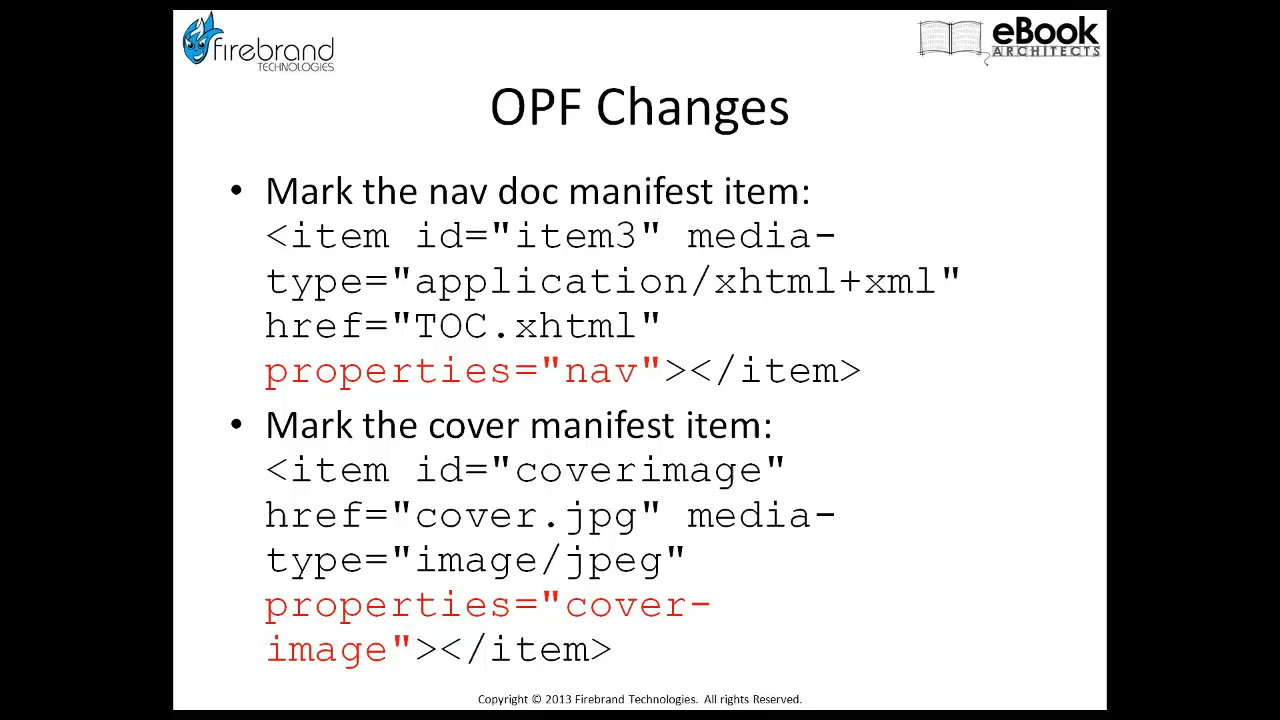 firebrand
TECHNOLOGIES
eBook
ARCHITECTS
OPF Changes
• Mark the nav doc manifest item:
<item id="item3" media-
type="application/xhtml+xml"
href="TOC.xhtml"
properties="nav"></item>
• Mark the cover manifest item:
<item id="coverimage"
href="cover.jpg" media-
type="image/jpeg"
properties="cover-
image"></item>
Copyright © 2013 Firebrand Technologies. All rights Reserved.